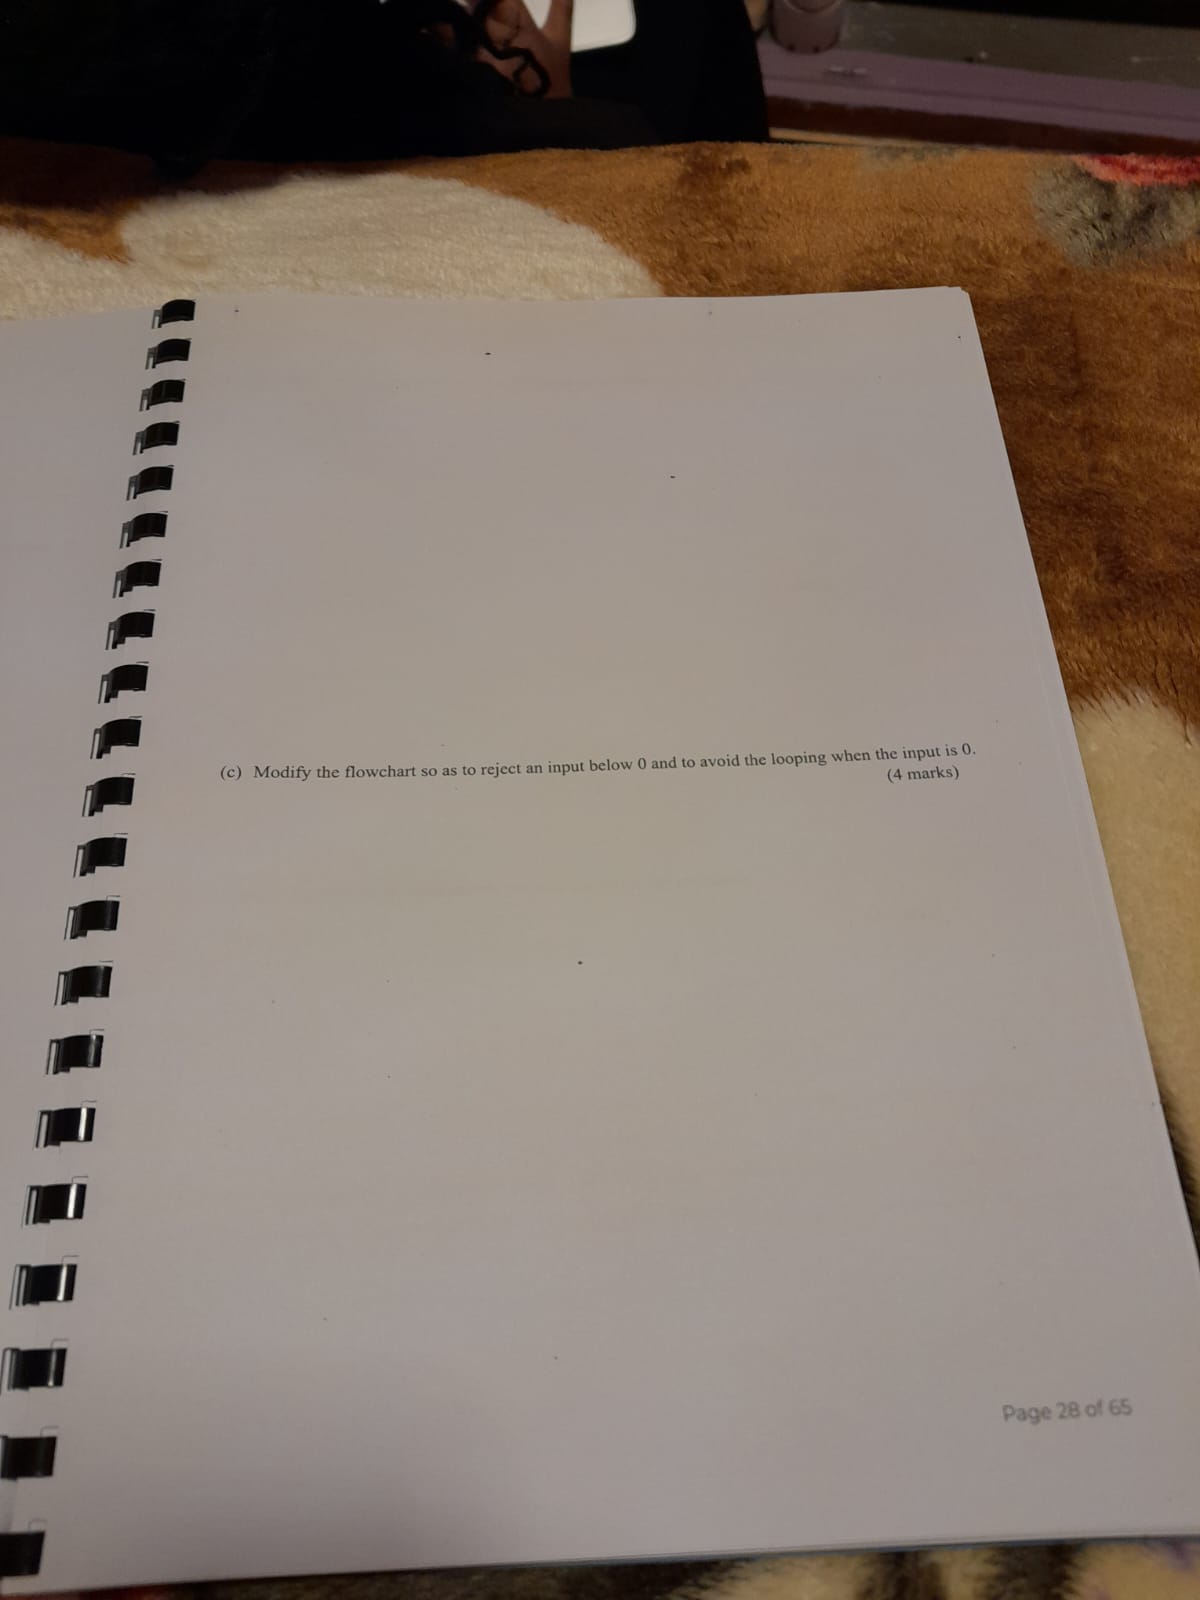 (c) Modify the flowchart so as to reject an input below 0 and to avoid the looping when the input is 0.
(4 marks)
Page 28 of 65